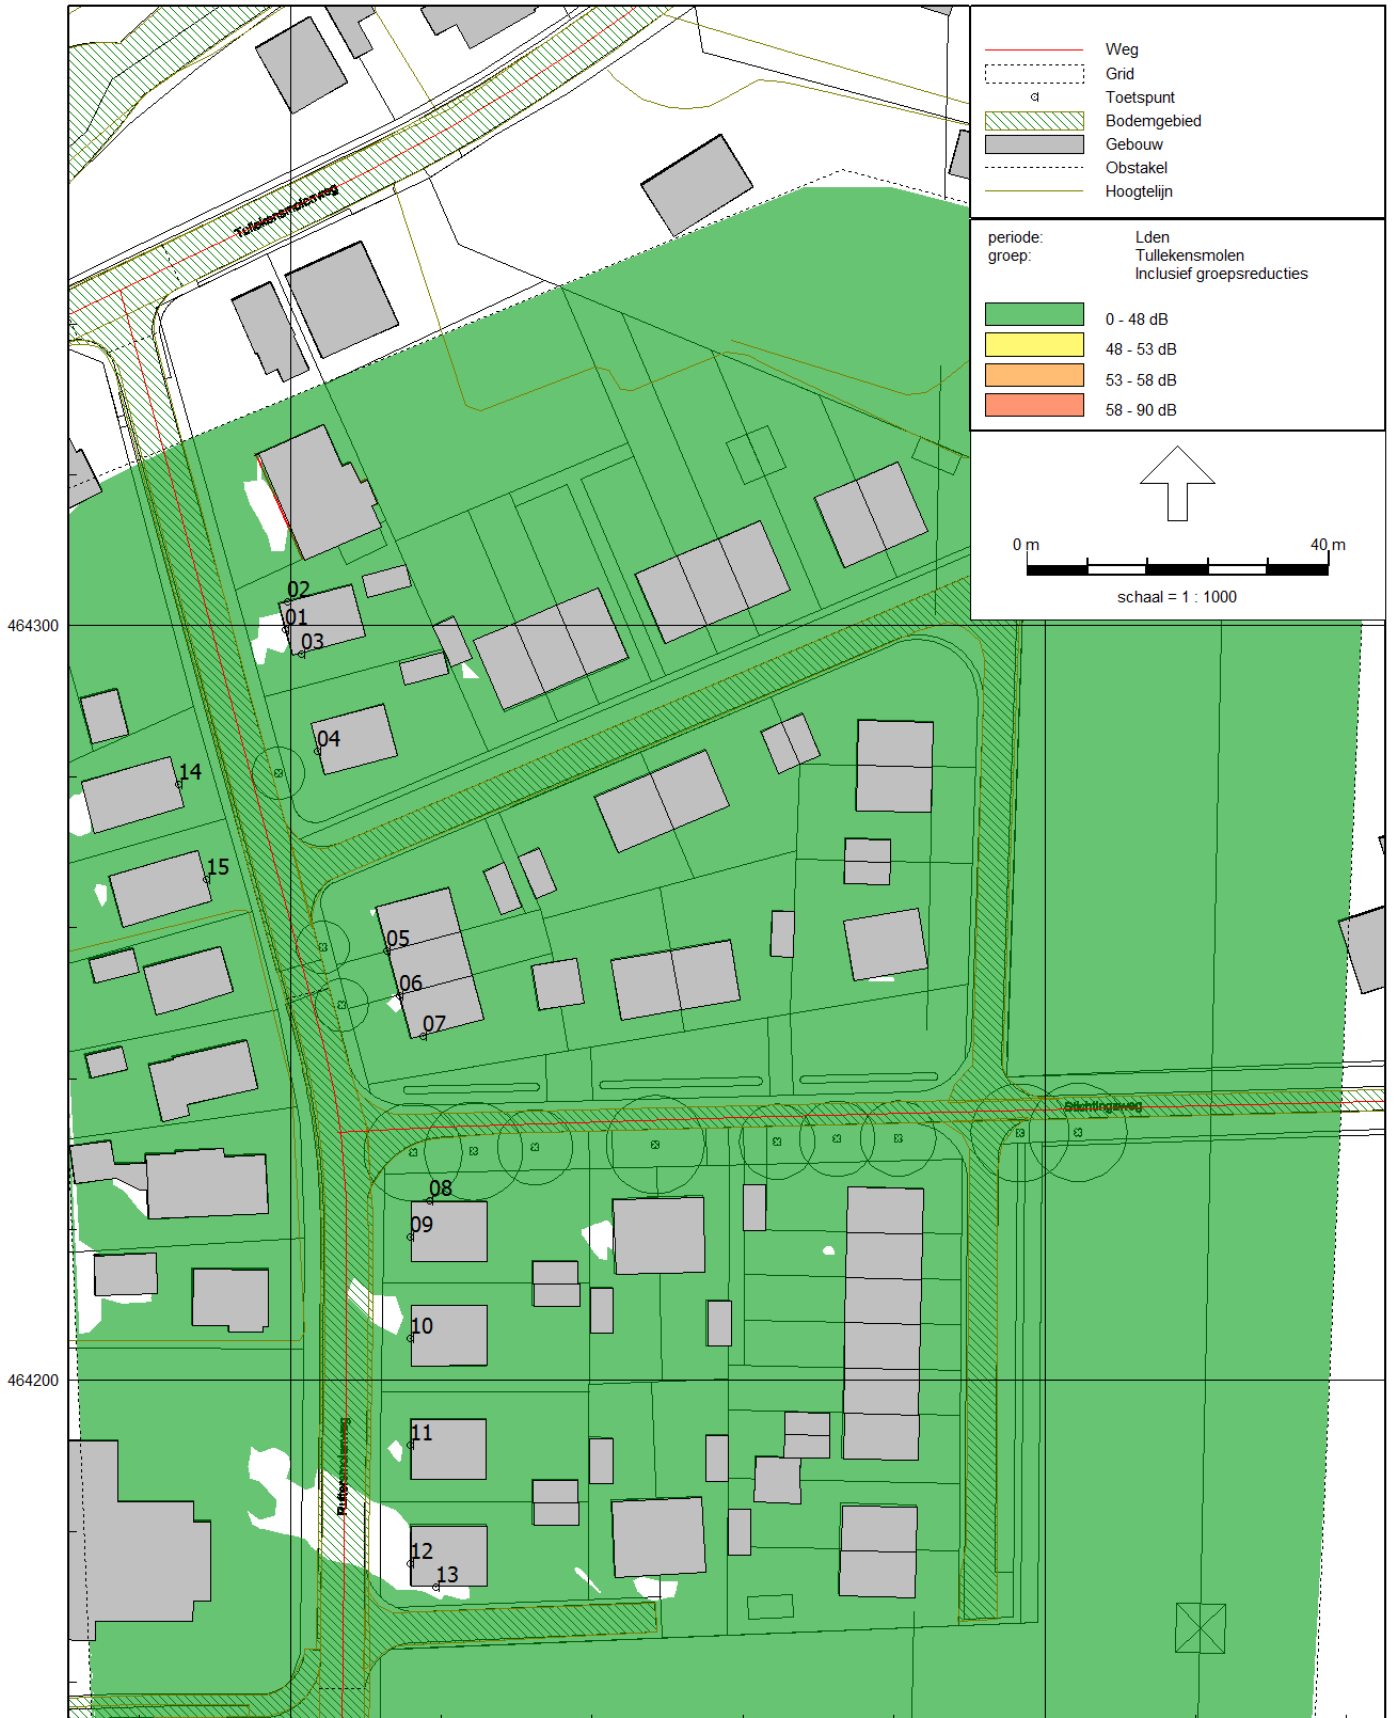 Weg
Grid
Toetspunt
Bodemgebied
Gebouw
Obstakel
Hoogtelijn
periode: Lden
groep: Tullekensmolen
Inclusief groepsreducties
0 - 48 dB
48 - 53 dB
53 - 58 dB
58 - 90 dB
0 m 40 m
schaal = 1 : 1000
Tullekensmolenweg
02
464300
01
03
04
14
15
05
06
07
Stichtingsweg
08
09
10
464200
11
Ruitersmolenweg
12
13